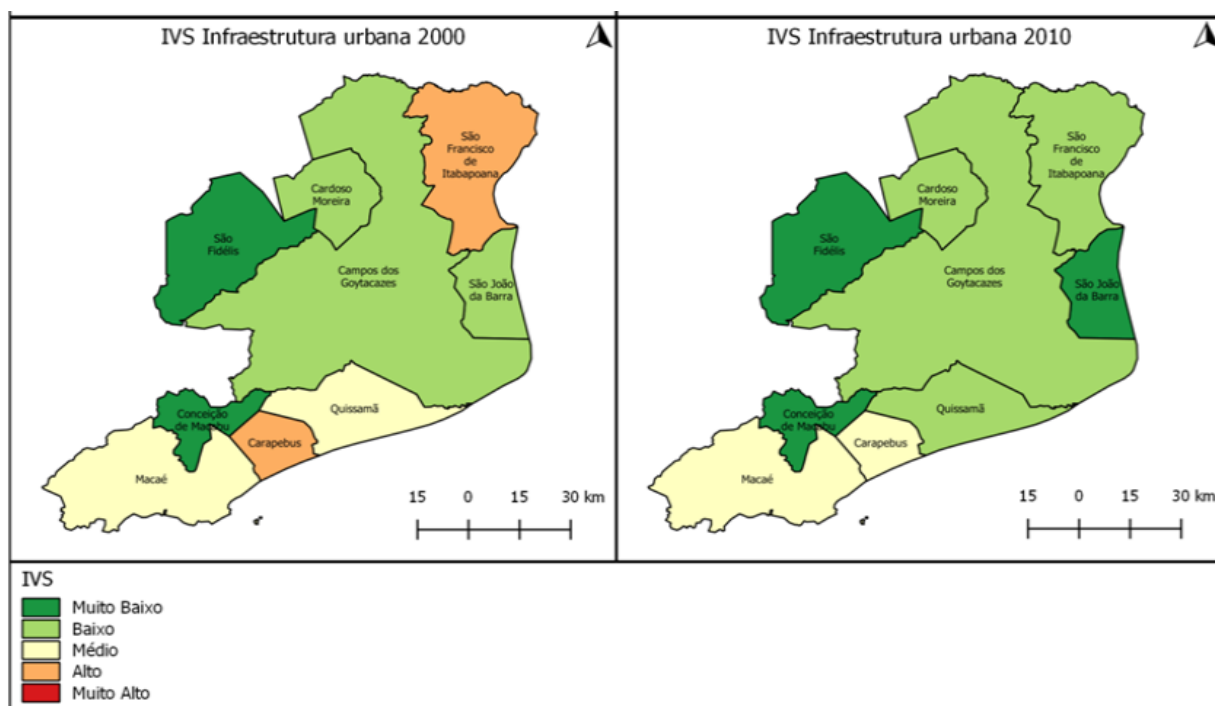 IVS Infraestrutura urbana 2000
São
Francisco
de
Itabapoana
Cardoso
Moreira
São
Fidélis
Campos dos
Goytacazes
São João
da Barra
Quissamã
Conceição
de Macabu
Carapebus
Macaé
15 0 15 30 km
IVS Infraestrutura urbana 2010
São
Francisco
de
Itabapoana
Cardoso
Moreira
São
Fidélis
Campos dos
Goytacazes
São João
da Barra
Quissamã
Conceição
de Macabu
Carapebus
Macaé
15 0 15 30 km
IVS
Muito Baixo
Baixo
Médio
Alto
Muito Alto